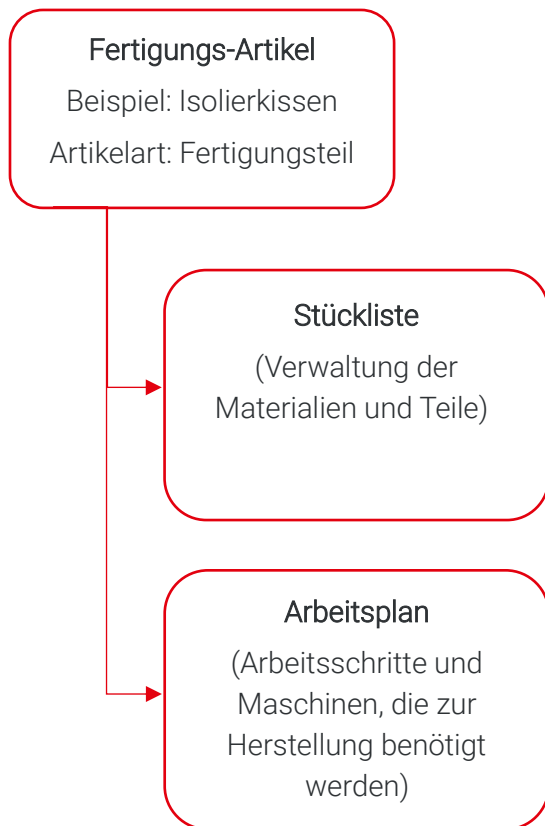 Fertigungs-Artikel
Beispiel: Isolierkissen
Artikelart: Fertigungsteil
Stückliste
(Verwaltung der
Materialien und Teile)
Arbeitsplan
(Arbeitsschritte und
Maschinen, die zur
Herstellung benötigt
werden)